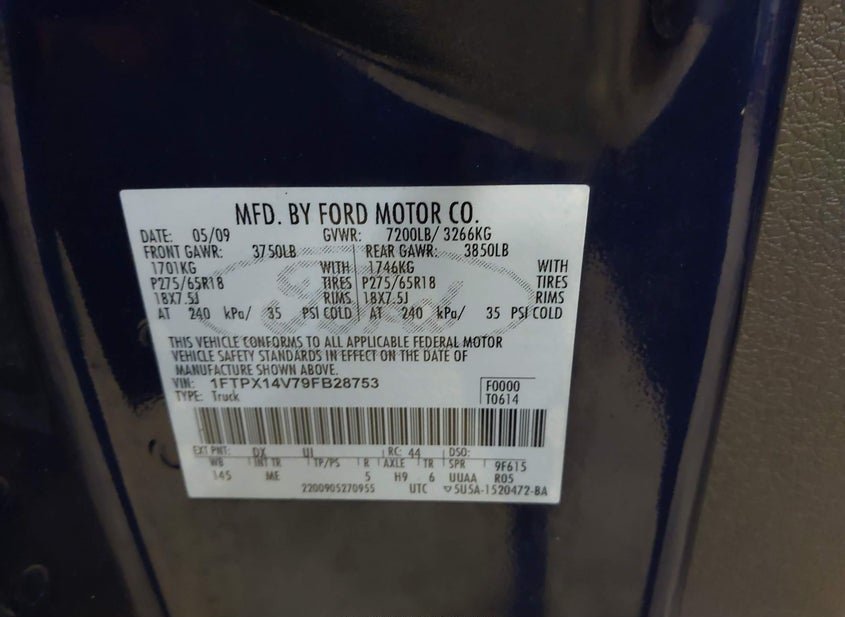 MFD. BY FORD MOTOR CO.
DATE: 05/09 GVWR: 7200LB/ 3266KG
FRONT GAWR: 3750LB REAR GAWR: 3850LB
1701KG WITH 1746KG WITH
P275/65R18 TIRES P275/65R18 TIRES
18X7.5J RIMS 18X7.5J RIMS
AT 240 kPa/ 35 PSI COLD AT 240 kPa/ 35 PSI COLD
THIS VEHICLE CONFORMS TO ALL APPLICABLE FEDERAL MOTOR
VEHICLE SAFETY STANDARDS IN EFFECT ON THE DATE OF
MANUFACTURE SHOWN ABOVE.
VIN: 1FTPX14V79FB28753 F0000
TYPE: Truck T0614
EXT PNT: DX UI RC: 44 DSO:
WB INT TR TP/PS R AXLE TR SPR 9F615
145 ME 5 H9 6 UUAA R05
2200905270955 UTC ▽5U5A-1520472-BA
Ford